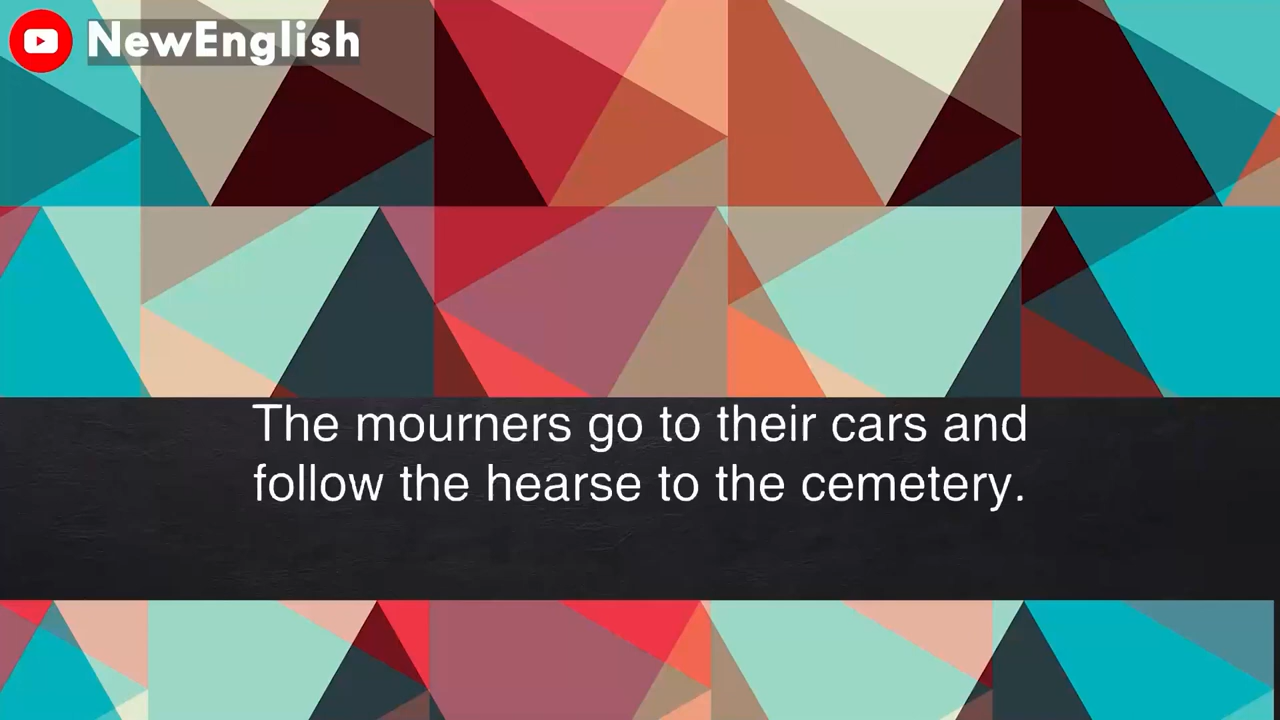 NewEnglish
The mourners go to their cars and
follow the hearse to the cemetery.